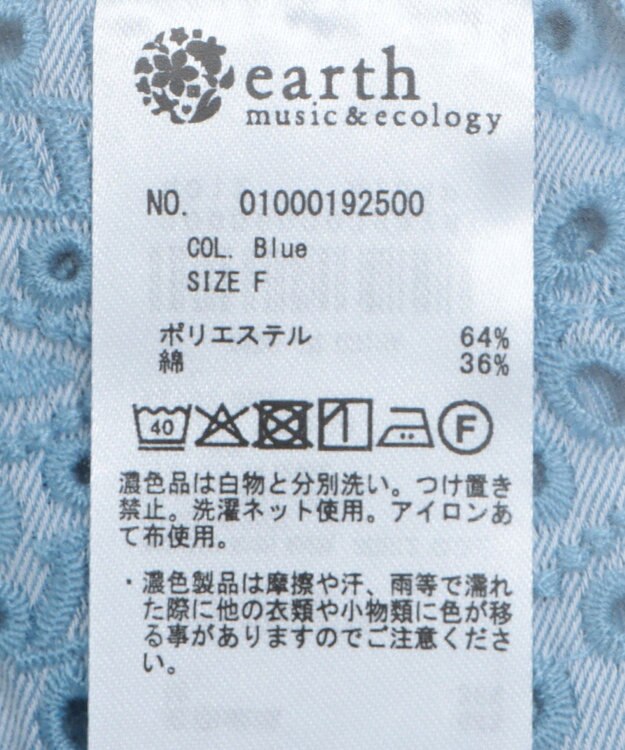 earth
music&ecology
NO. 01000192500
COL. Blue
SIZE F
ポリエステル 64%
綿 36%
40 F
濃色品は白物と分別洗い。つけ置き
禁止。洗濯ネット使用。アイロンあ
て布使用。
・濃色製品は摩擦や汗、雨等で濡れ
た際に他の衣類や小物類に色が移
る事がありますのでご注意くださ
い。